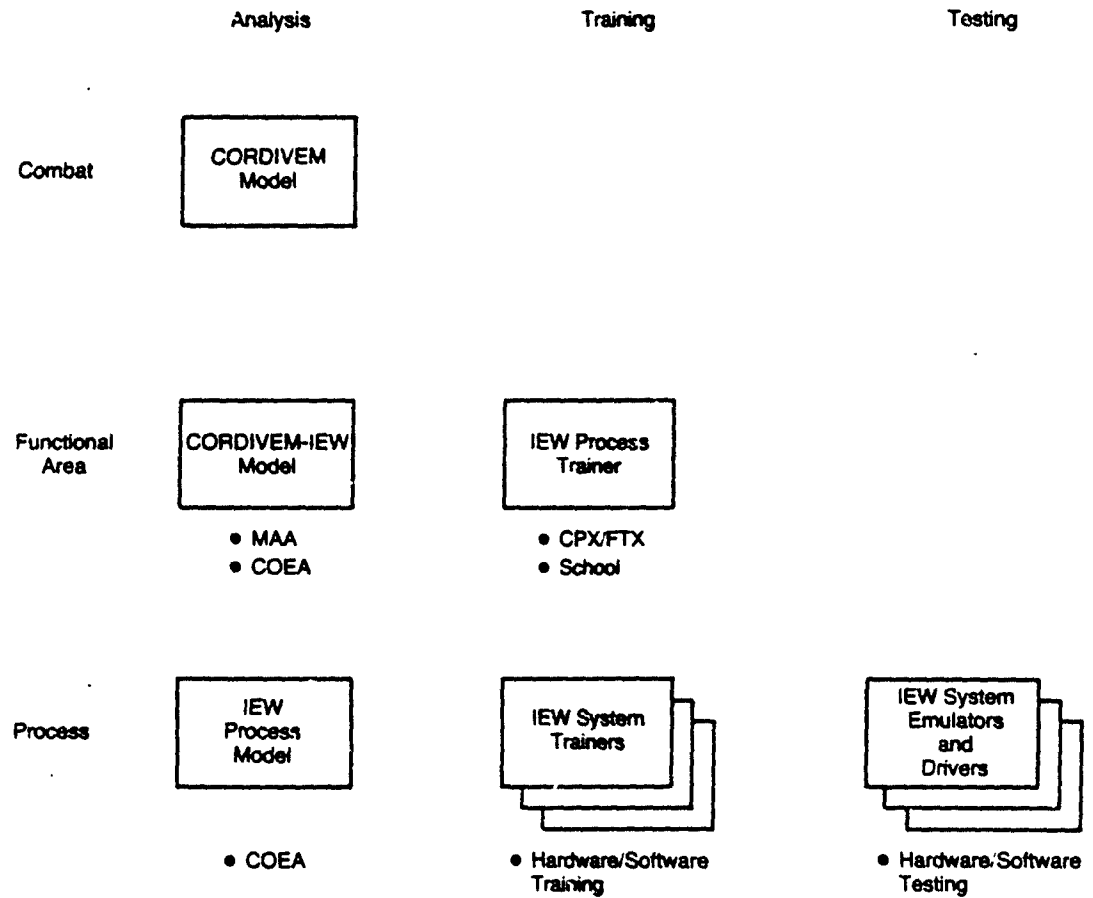 Analysis Training Testing
Combat
CORDIVEM
Model
Functional
Area
CORDIVEM-IEW
Model
• MAA
• COEA
IEW Process
Trainer
• CPX/FTX
• School
Process
IEW
Process
Model
• COEA
IEW System
Trainers
• Hardware/Software
Training
IEW System
Emulators
and
Drivers
• Hardware/Software
Testing